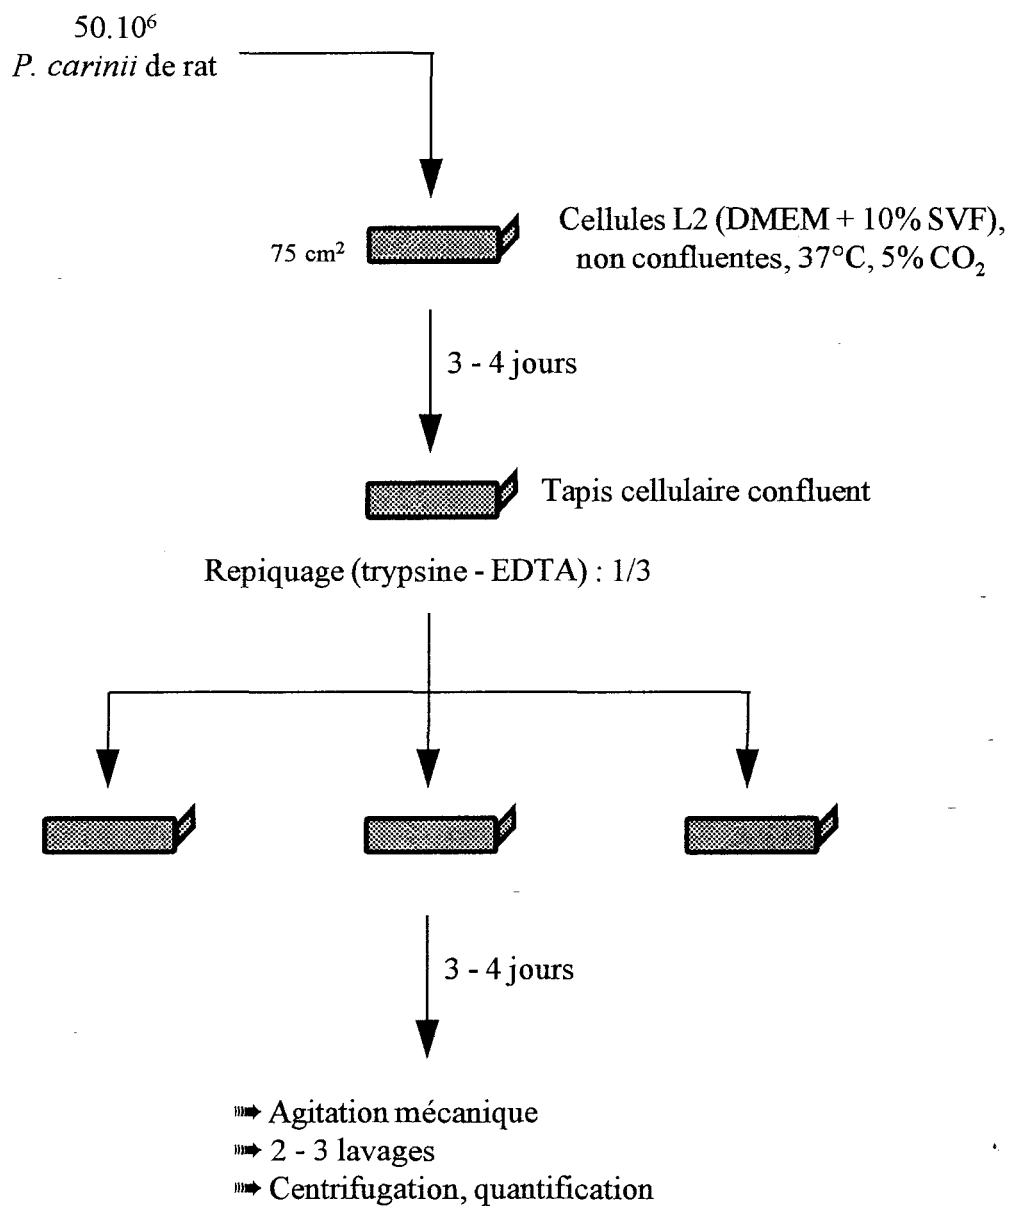 50.10⁶
P. carinii de rat
75 cm²
Cellules L2 (DMEM + 10% SVF),
non confluentes, 37°C, 5% CO₂
3 - 4 jours
Tapis cellulaire confluent
Repiquage (trypsine - EDTA) : 1/3
3 - 4 jours
➠ Agitation mécanique
➠ 2 - 3 lavages
➠ Centrifugation, quantification